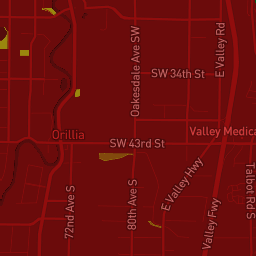 Oakesdale Ave SW
E Valley Rd
SW 34th St
Orillia
Valley Medica
SW 43rd St
72nd Ave S
80th Ave S
E Valley Hwy
Valley Fwy
Talbot Rd S